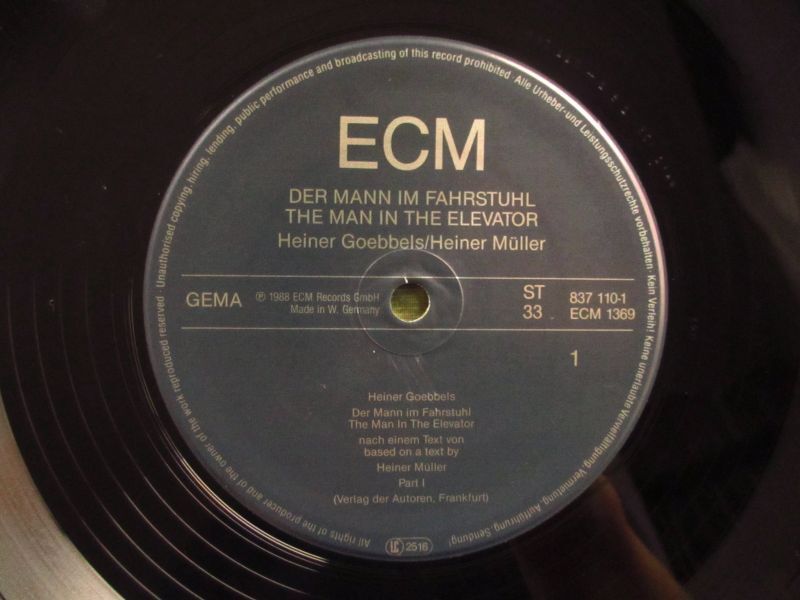 All rights of the producer and of the owner of the work reproduced reserved · Unauthorised copying, hiring, lending, public performance and broadcasting of this record prohibited. Alle Urheber- und Leistungsschutzrechte vorbehalten · Kein Verleih! Keine unerlaubte Vervielfältigung, Vermietung, Aufführung, Sendung!
ECM
DER MANN IM FAHRSTUHL
THE MAN IN THE ELEVATOR
Heiner Goebbels/Heiner Müller
GEMA
℗ 1988 ECM Records GmbH
Made in W. Germany
ST
33
837 110-1
ECM 1369
1
Heiner Goebbels
Der Mann im Fahrstuhl
The Man In The Elevator
nach einem Text von
based on a text by
Heiner Müller
Part I
(Verlag der Autoren, Frankfurt)
LC 2516